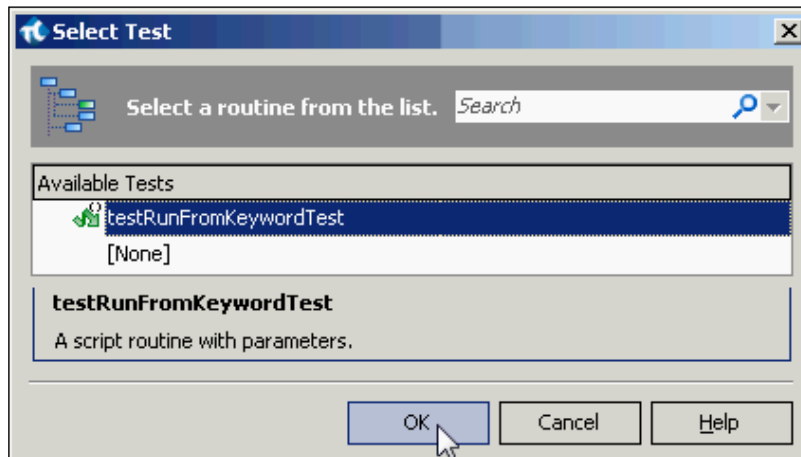 Select Test
Select a routine from the list. Search
Available Tests
testRunFromKeywordTest
[None]
testRunFromKeywordTest
A script routine with parameters.
OK Cancel Help